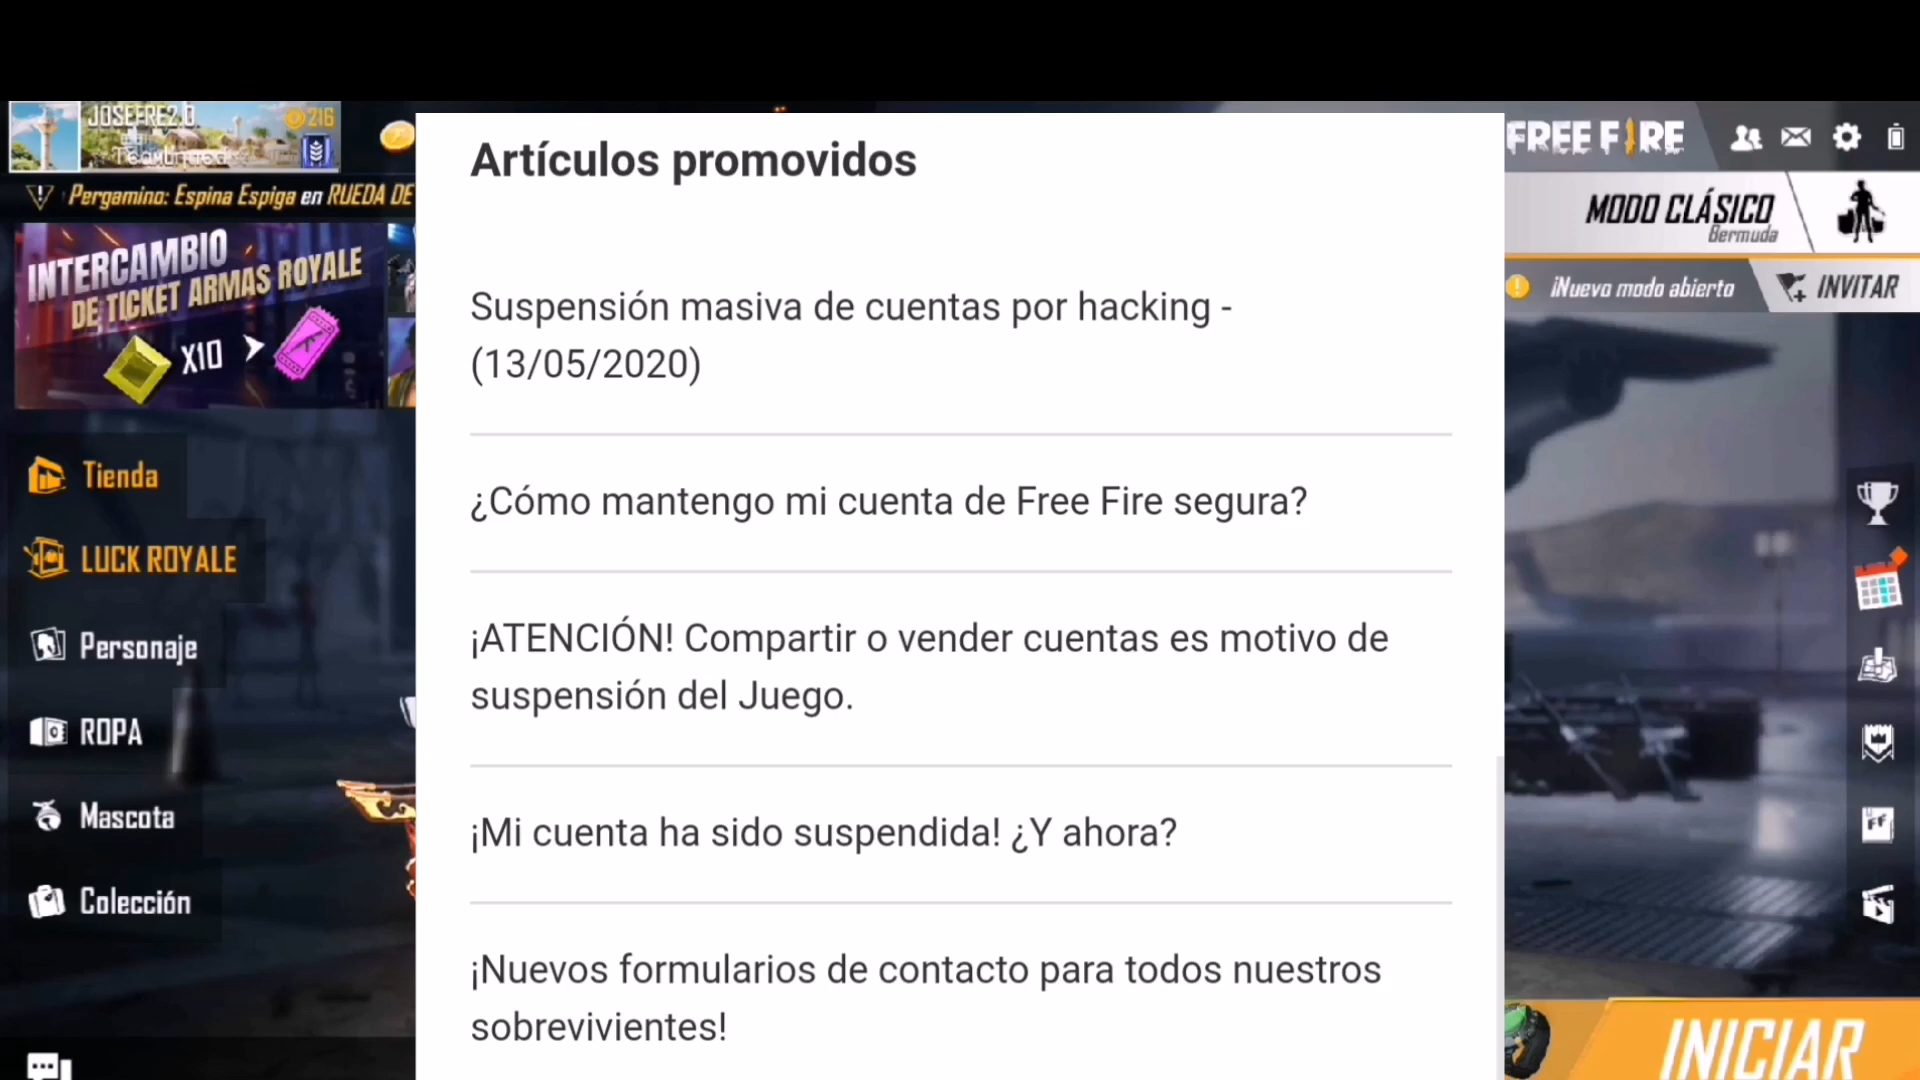 JOSEFRE2.0
216
Pergamino: Espina Espiga en RUEDA DE
INTERCAMBIO
DE TICKET ARMAS ROYALE
X10
Tienda
LUCK ROYALE
Personaje
ROPA
Mascota
Colección
Artículos promovidos
Suspensión masiva de cuentas por hacking -
(13/05/2020)
¿Cómo mantengo mi cuenta de Free Fire segura?
¡ATENCIÓN! Compartir o vender cuentas es motivo de
suspensión del Juego.
¡Mi cuenta ha sido suspendida! ¿Y ahora?
¡Nuevos formularios de contacto para todos nuestros
sobrevivientes!
FREE FIRE
MODO CLÁSICO
Bermuda
¡Nuevo modo abierto
INVITAR
FF
INICIAR